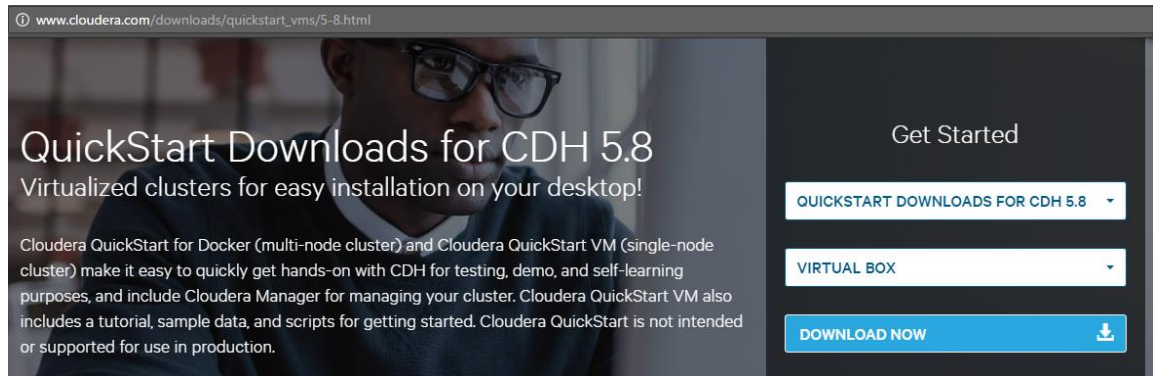 www.cloudera.com/downloads/quickstart_vms/5-8.html
QuickStart Downloads for CDH 5.8
Virtualized clusters for easy installation on your desktop!
Cloudera QuickStart for Docker (multi-node cluster) and Cloudera QuickStart VM (single-node
cluster) make it easy to quickly get hands-on with CDH for testing, demo, and self-learning
purposes, and include Cloudera Manager for managing your cluster. Cloudera QuickStart VM also
includes a tutorial, sample data, and scripts for getting started. Cloudera QuickStart is not intended
or supported for use in production.
Get Started
QUICKSTART DOWNLOADS FOR CDH 5.8
VIRTUAL BOX
DOWNLOAD NOW